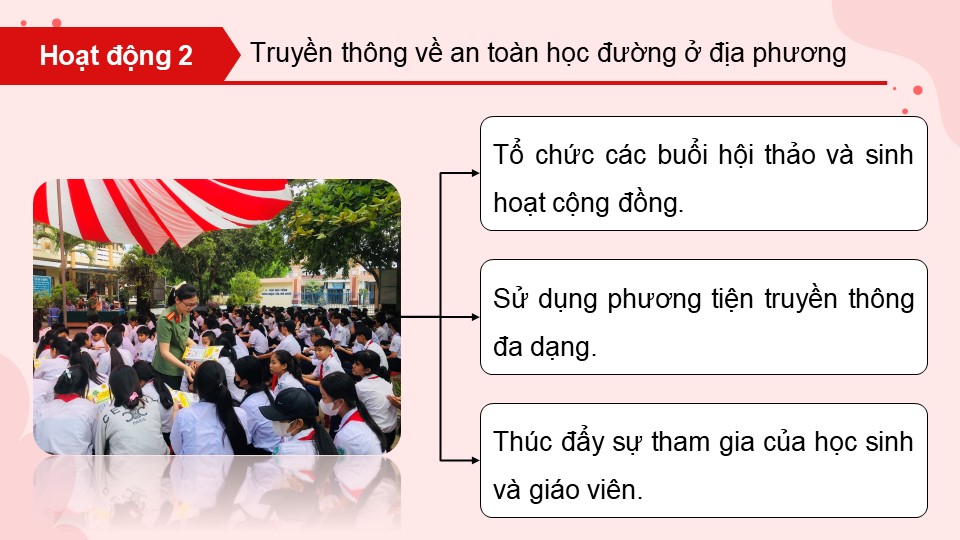 Hoạt động 2
Truyền thông về an toàn học đường ở địa phương
Tổ chức các buổi hội thảo và sinh
hoạt cộng đồng.
Sử dụng phương tiện truyền thông
đa dạng.
Thúc đẩy sự tham gia của học sinh
và giáo viên.